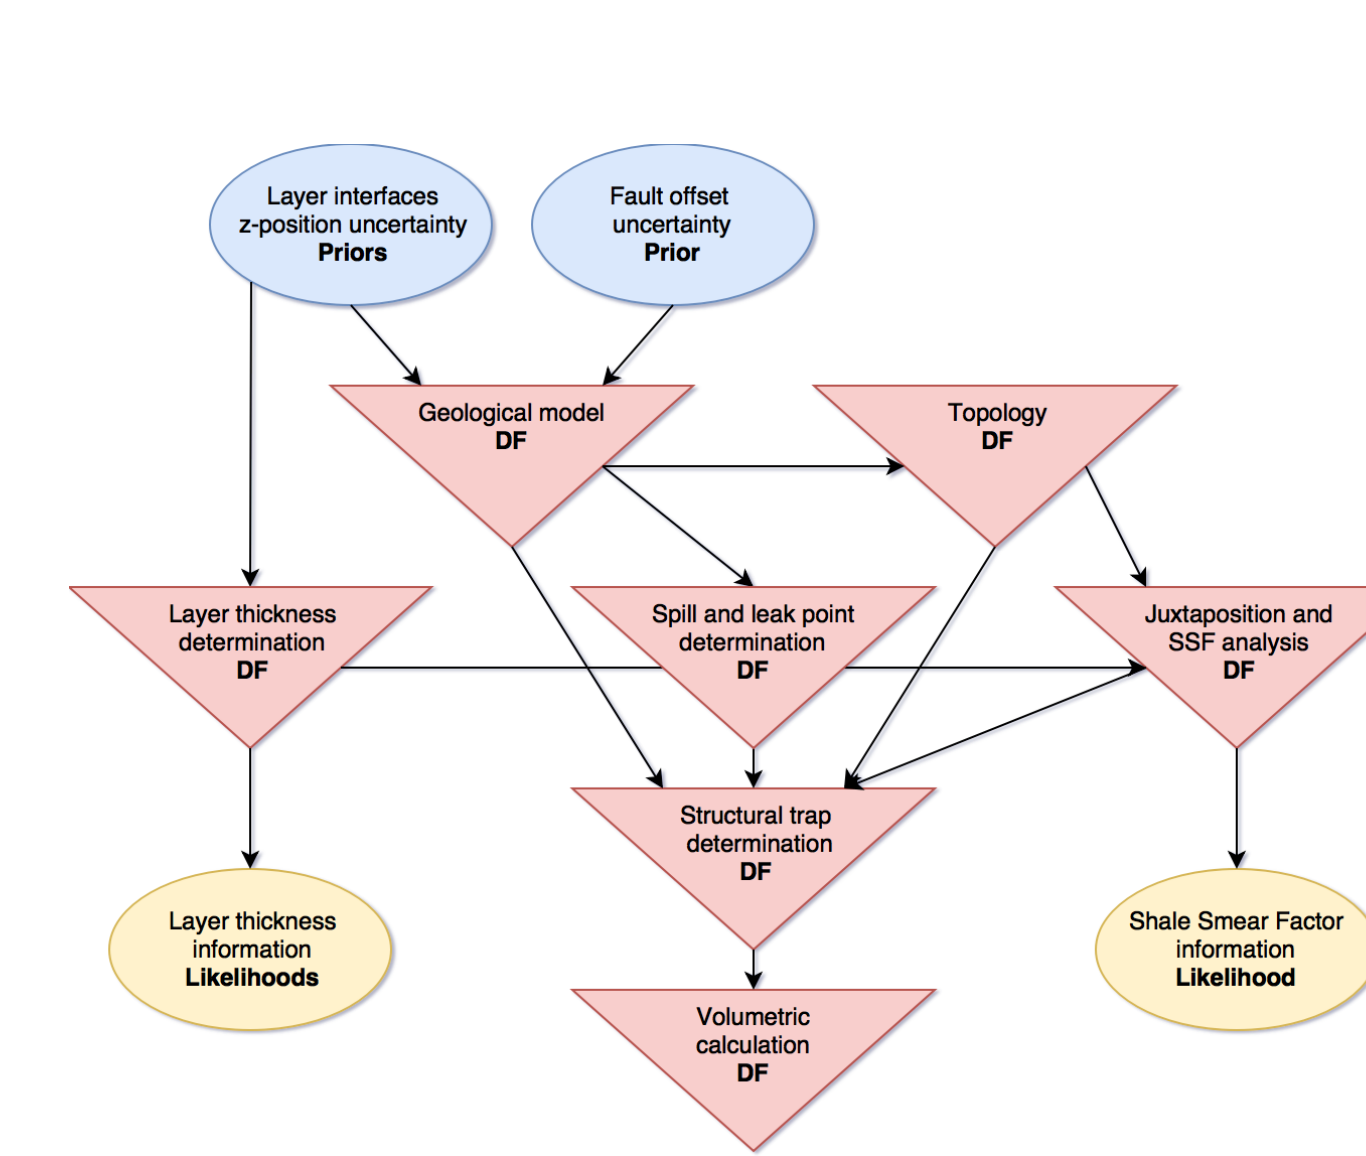 Layer interfaces
z-position uncertainty
Priors
Fault offset
uncertainty
Prior
Geological model
DF
Topology
DF
Layer thickness
determination
DF
Spill and leak point
determination
DF
Juxtaposition and
SSF analysis
DF
Structural trap
determination
DF
Layer thickness
information
Likelihoods
Shale Smear Factor
information
Likelihood
Volumetric
calculation
DF